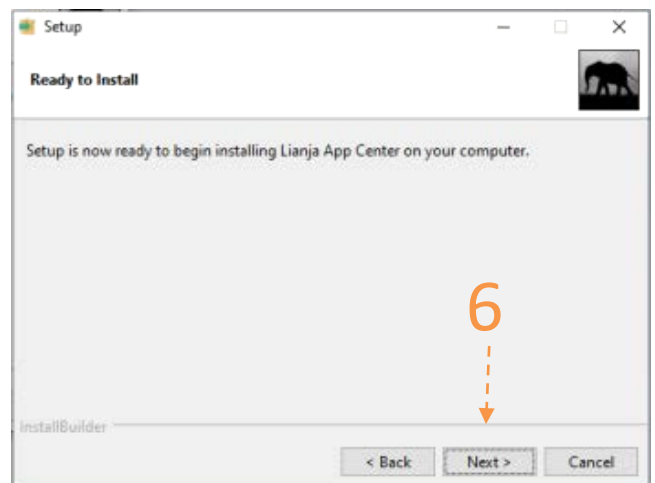 Setup
Ready to Install
Setup is now ready to begin installing Lianja App Center on your computer.
6
InstallBuilder
< Back Next > Cancel